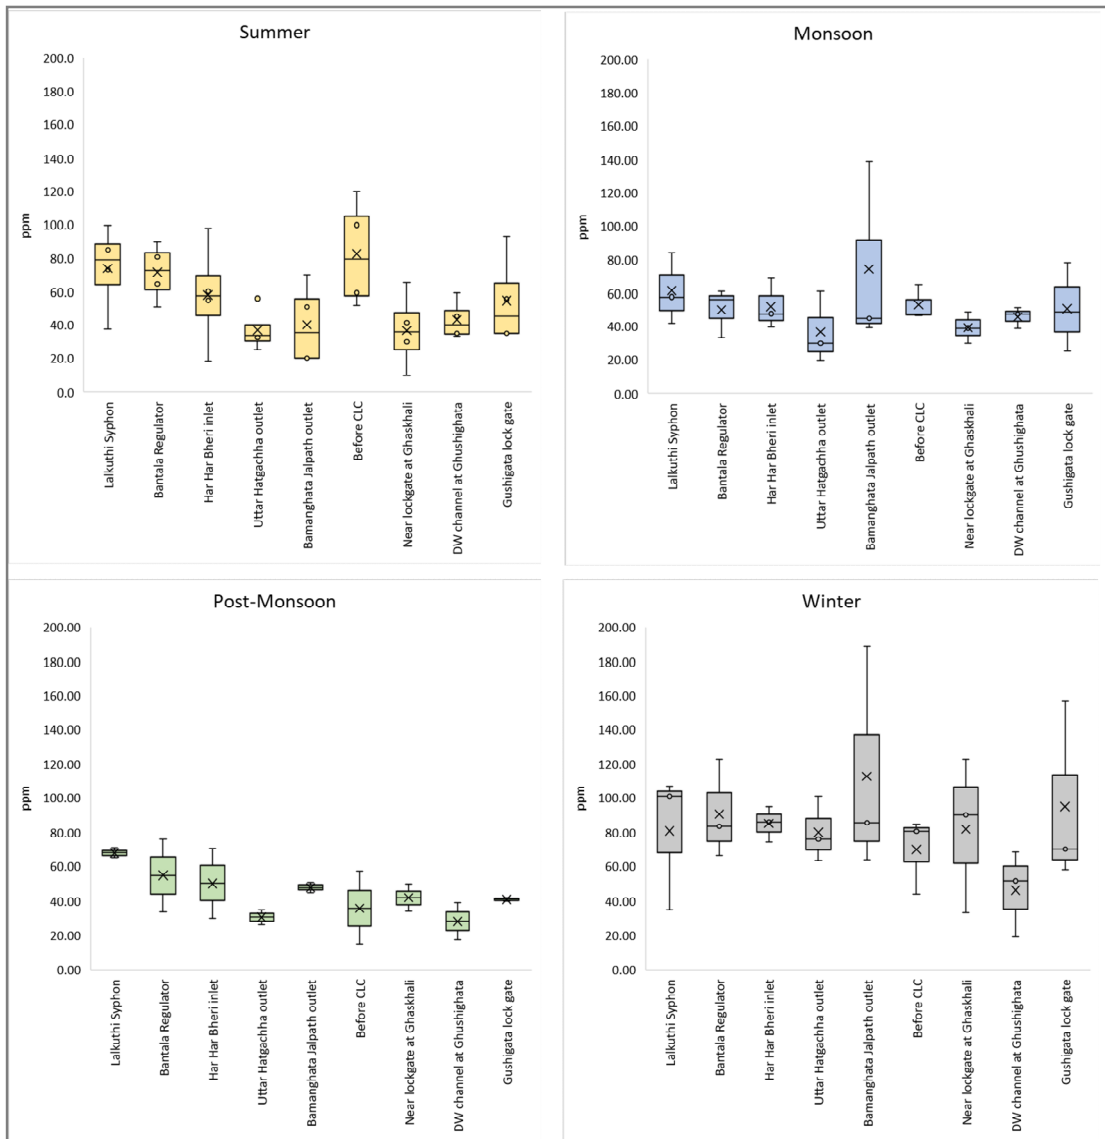 Summer
200.0
180.0
160.0
140.0
120.0
100.0
80.0
60.0
40.0
20.0
0.0
ppm
Lalkuthi Syphon
Bantala Regulator
Har Har Bheri inlet
Uttar Hatgachha outlet
Bamanghata Jalpath outlet
Before CLC
Near lockgate at Ghaskhali
DW channel at Ghushighata
Gushigata lock gate
Monsoon
200.00
180.00
160.00
140.00
120.00
100.00
80.00
60.00
40.00
20.00
0.00
ppm
Lalkuthi Syphon
Bantala Regulator
Har Har Bheri inlet
Uttar Hatgachha outlet
Bamanghata Jalpath outlet
Before CLC
Near lockgate at Ghaskhali
DW channel at Ghushighata
Gushigata lock gate
Post-Monsoon
200.00
180.00
160.00
140.00
120.00
100.00
80.00
60.00
40.00
20.00
0.00
ppm
Lalkuthi Syphon
Bantala Regulator
Har Har Bheri inlet
Uttar Hatgachha outlet
Bamanghata Jalpath outlet
Before CLC
Near lockgate at Ghaskhali
DW channel at Ghushighata
Gushigata lock gate
Winter
200.00
180.00
160.00
140.00
120.00
100.00
80.00
60.00
40.00
20.00
0.00
ppm
Lalkuthi Syphon
Bantala Regulator
Har Har Bheri inlet
Uttar Hatgachha outlet
Bamanghata Jalpath outlet
Before CLC
Near lockgate at Ghaskhali
DW channel at Ghushighata
Gushigata lock gate